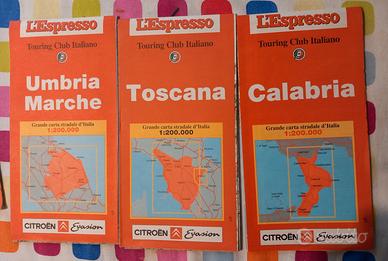 L'Espresso
Touring Club Italiano
Umbria
Marche
Grande carta stradale d'Italia
1:200.000
CITROËN Evasion
L'Espresso
Touring Club Italiano
Toscana
Grande carta stradale d'Italia
1:200.000
CITROËN Evasion
L'Espresso
Touring Club Italiano
Calabria
Grande carta stradale d'Italia
1:200.000
CITROËN Evasion